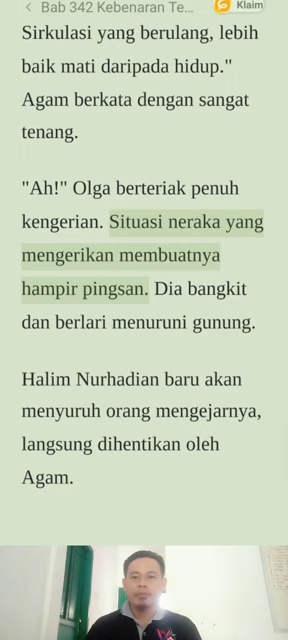 Bab 342 Kebenaran Te...
Klaim
Sirkulasi yang berulang, lebih
baik mati daripada hidup."
Agam berkata dengan sangat
tenang.
"Ah!" Olga berteriak penuh
kengerian. Situasi neraka yang
mengerikan membuatnya
hampir pingsan. Dia bangkit
dan berlari menuruni gunung.
Halim Nurhadian baru akan
menyuruh orang mengejarnya,
langsung dihentikan oleh
Agam.